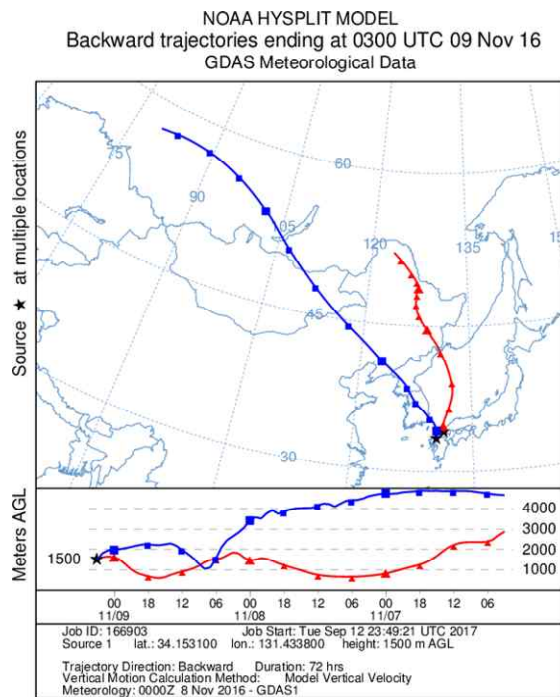 NOAA HYSPLIT MODEL
Backward trajectories ending at 0300 UTC 09 Nov 16
GDAS Meteorological Data
Source ★ at multiple locations
75
90
05
120
135
15
60
45
30
Meters AGL
1500
4000
3000
2000
1000
00 18 12 06 00 18 12 06 00 18 12 06
11/09 11/08 11/07
Job ID: 166903 Job Start: Tue Sep 12 23:49:21 UTC 2017
Source 1 lat.: 34.153100 lon.: 131.433800 height: 1500 m AGL
Trajectory Direction: Backward Duration: 72 hrs
Vertical Motion Calculation Method: Model Vertical Velocity
Meteorology: 0000Z 8 Nov 2016 - GDAS1